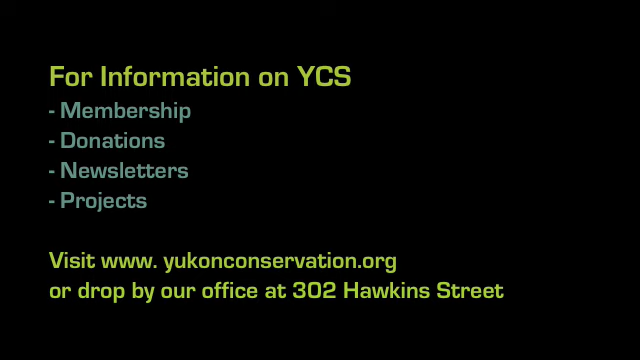 For Information on YCS
- Membership
- Donations
- Newsletters
- Projects
Visit www. yukonconservation.org
or drop by our office at 302 Hawkins Street